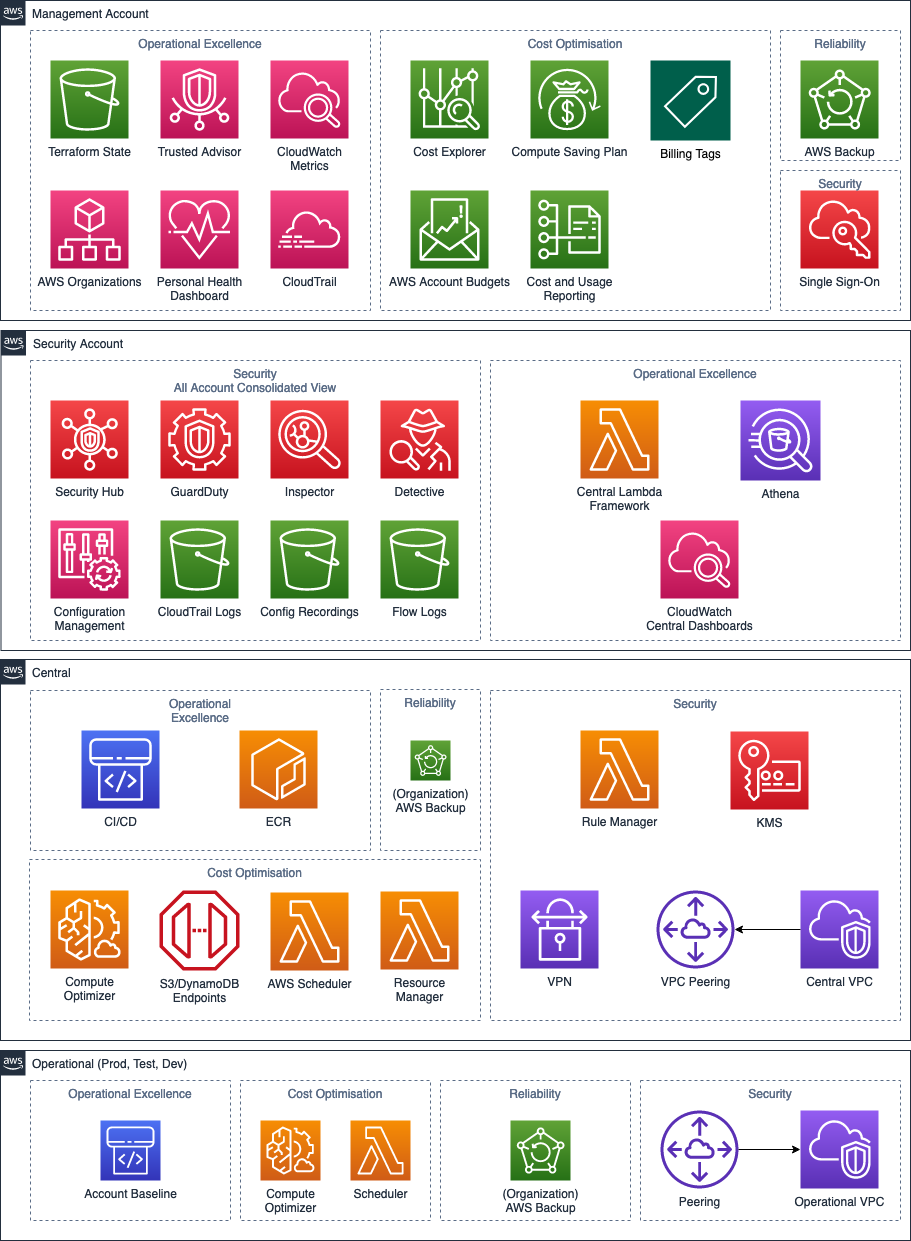 aws
Management Account
Operational Excellence
Terraform State
Trusted Advisor
CloudWatch
Metrics
AWS Organizations
Personal Health
Dashboard
CloudTrail
Cost Optimisation
Cost Explorer
Compute Saving Plan
Billing Tags
AWS Account Budgets
Cost and Usage
Reporting
Reliability
AWS Backup
Security
Single Sign-On
aws
Security Account
Security
All Account Consolidated View
Security Hub
GuardDuty
Inspector
Detective
Configuration
Management
CloudTrail Logs
Config Recordings
Flow Logs
Operational Excellence
Central Lambda
Framework
Athena
CloudWatch
Central Dashboards
aws
Central
Operational
Excellence
CI/CD
ECR
Reliability
(Organization)
AWS Backup
Cost Optimisation
Compute
Optimizer
S3/DynamoDB
Endpoints
AWS Scheduler
Resource
Manager
Security
Rule Manager
KMS
VPN
VPC Peering
Central VPC
aws
Operational (Prod, Test, Dev)
Operational Excellence
Account Baseline
Cost Optimisation
Compute
Optimizer
Scheduler
Reliability
(Organization)
AWS Backup
Security
Peering
Operational VPC